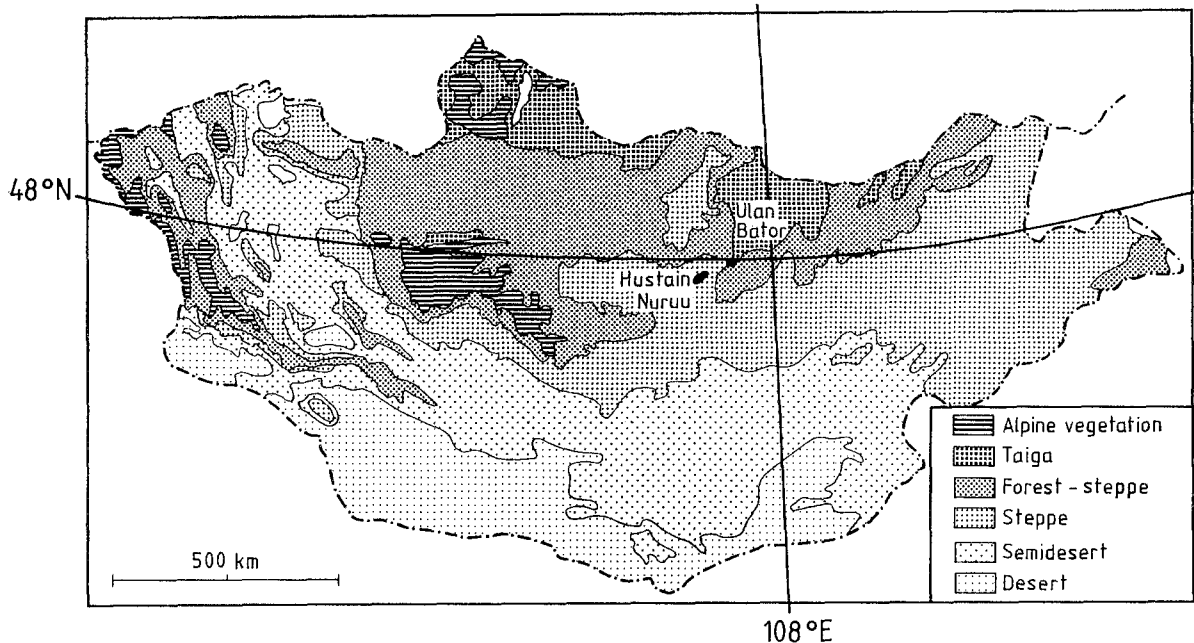 48°N
Ulan
Bator
Hustain
Nuruu
Alpine vegetation
Taiga
Forest - steppe
Steppe
Semidesert
Desert
500 km
108°E